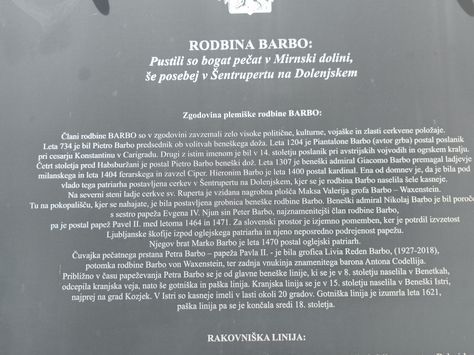 RODBINA BARBO:
Pustili so bogat pečat v Mirnski dolini,
še posebej v Šentrupertu na Dolenjskem
Zgodovina plemiške rodbine BARBO:
Člani rodbine BARBO so v zgodovini zavzemali zelo visoke politične, kulturne, vojaške in zlasti cerkvene položaje.
Leta 734 je bil Pietro Barbo predsednik ob volitvah beneškega doža. Leta 1204 je Piantalone Barbo (avtor grba) postal poslanik
pri cesarju Konstantinu v Carigradu. Drugi z istim imenom je bil v 14. stoletju poslanik pri avstrijskih vojvodih in ogrskem kralju.
Četrt stoletja pred Habsburžani je postal Pietro Barbo beneški dož. Leta 1307 je beneški admiral Giacomo Barbo premagal ladjevje
milanskega in leta 1404 ferarskega in zavzel Ciper. Hieronim Barbo je leta 1400 postal kardinal. Ena od domnev je, da je bila pod
vlado tega patriarha postavljena cerkev v Šentrupertu na Dolenjskem, kjer se je rodbina Barbo naselila šele kasneje.
Na severni steni ladje cerkve sv. Ruperta je vzidana nagrobna plošča Maksa Valerija grofa Barbo – Waxenstein.
Tu na pokopališču, kjer se nahajate, je bila postavljena grobnica beneške rodbine Barbo. Beneški admiral Nikolaj Barbo je bil poročen
s sestro papeža Evgena IV. Njun sin Peter Barbo, najznamenitejši član rodbine Barbo,
pa je postal papež Pavel II. med letoma 1464 in 1471. Za slovenski prostor je izjemno pomemben, ker je potrdil izvzetost
Ljubljanske škofije izpod oglejskega patriarha in njeno neposredno podrejenost papežu.
Njegov brat Marko Barbo je leta 1470 postal oglejski patriarh.
Čuvajka pečatnega prstana Petra Barbo – papeža Pavla II. - je bila grofica Livia Reden Barbo, (1927-2018),
potomka rodbine Barbo von Waxenstein, ter zadnja vnukinja znamenitega barona Antona Codellija.
Približno v času papeževanja Petra Barbo se je od glavne beneške linije, ki se je v 8. stoletju naselila v Benetkah,
odcepila kranjska veja, nato še gotniška in paška linija. Kranjska linija se je v 15. stoletju naselila v Beneški Istri,
najprej na grad Kozjek. V Istri so kasneje imeli v lasti okoli 20 gradov. Gotniška linija je izumrla leta 1621,
paška linija pa se je končala sredi 18. stoletja.
RAKOVNIŠKA LINIJA: